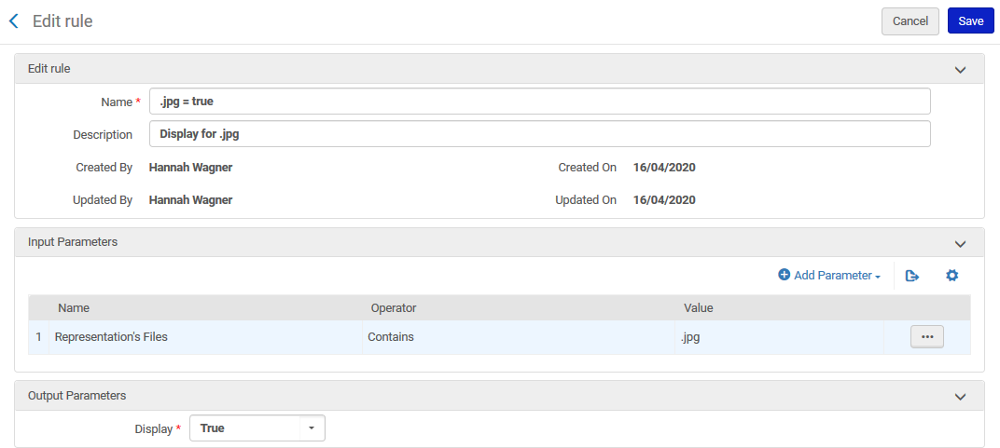 Edit rule
Cancel
Save
Edit rule
Name *
.jpg = true
Description
Display for .jpg
Created By Hannah Wagner Created On 16/04/2020
Updated By Hannah Wagner Updated On 16/04/2020
Input Parameters
Add Parameter
Name Operator Value
1 Representation's Files Contains .jpg
Output Parameters
Display * True